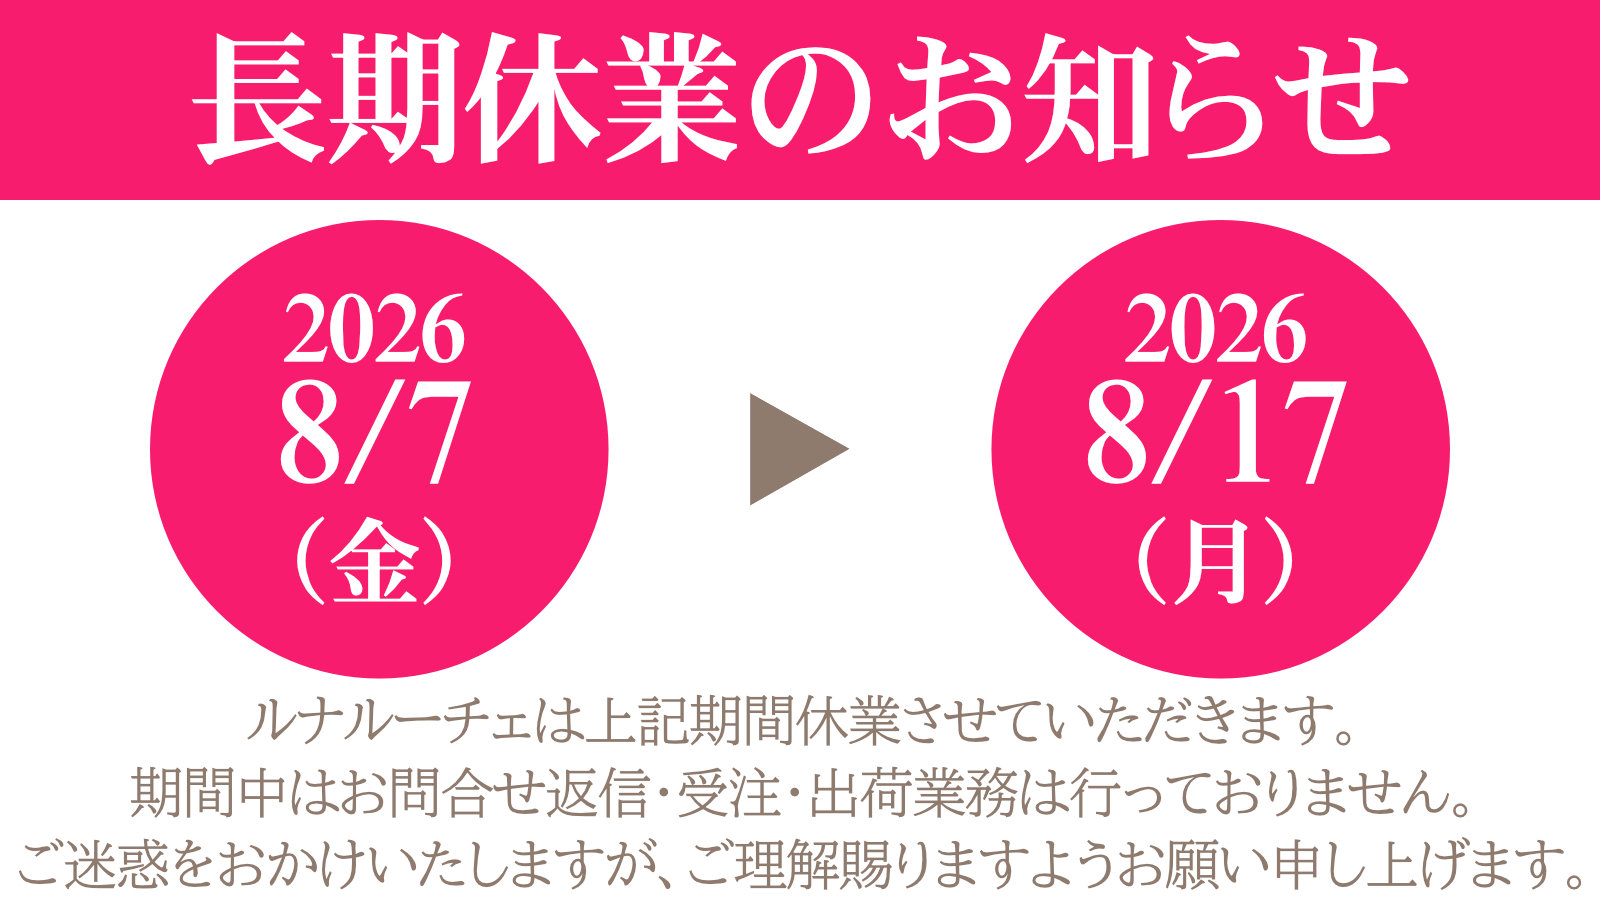 長期休業のお知らせ
2026
8/7
（金）
2026
8/17
（月）
ルナルーチェは上記期間休業させていただきます。
期間中はお問合せ返信・受注・出荷業務は行っておりません。
ご迷惑をおかけいたしますが、ご理解賜りますようお願い申し上げます。